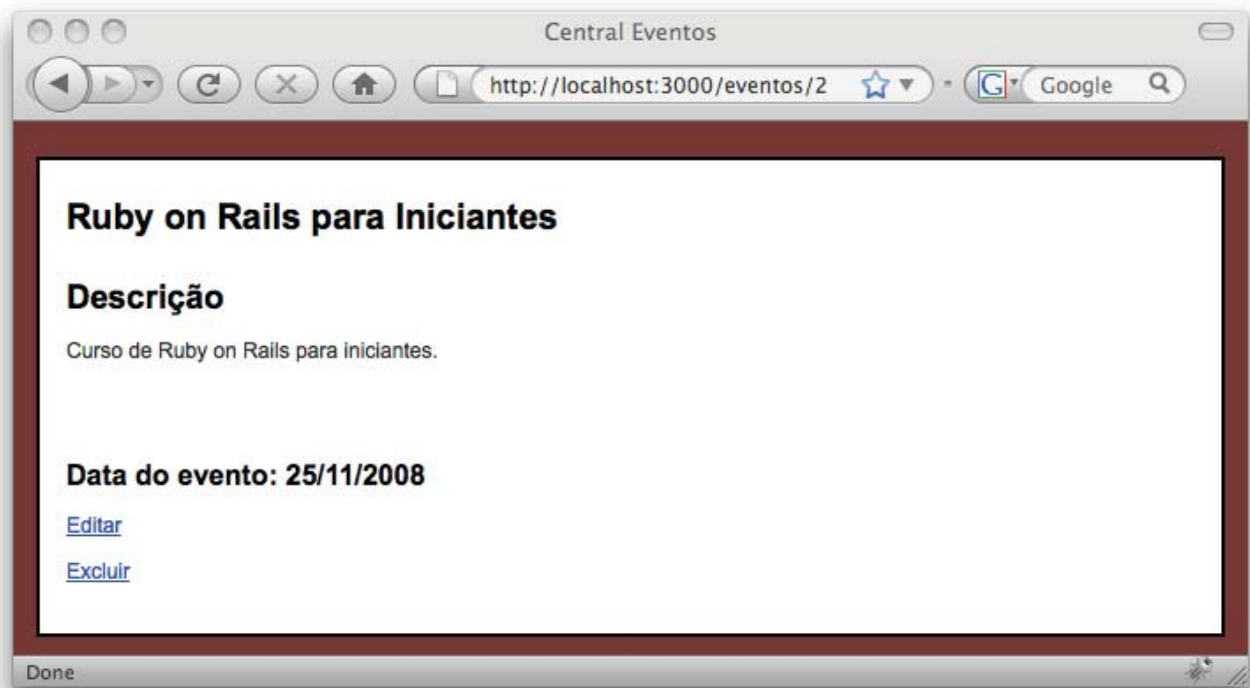 Central Eventos
http://localhost:3000/eventos/2
G Google
Ruby on Rails para Iniciantes
Descrição
Curso de Ruby on Rails para iniciantes.
Data do evento: 25/11/2008
Editar
Excluir
Done